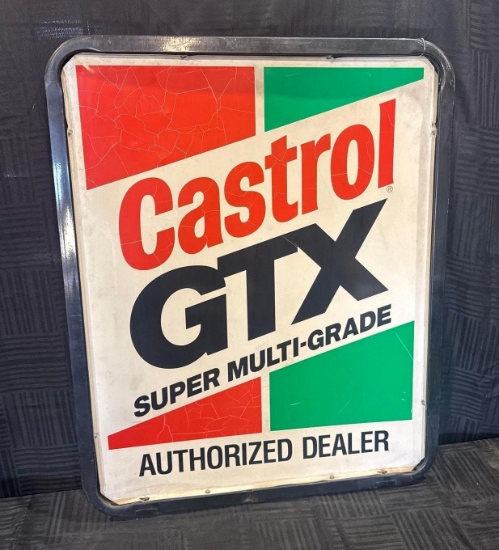 Castrol®
GTX
SUPER MULTI-GRADE
AUTHORIZED DEALER